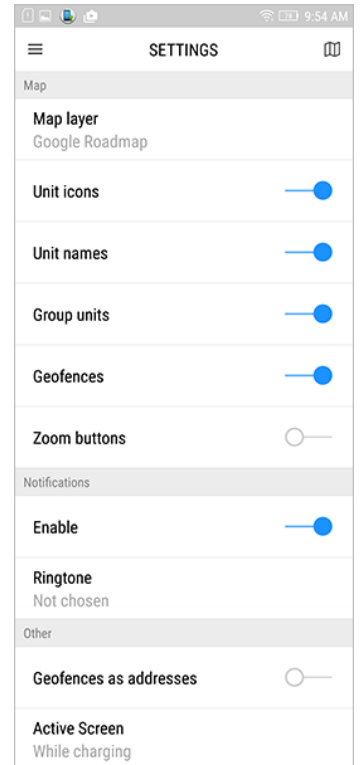 28 9:54 AM
SETTINGS
Map
Map layer
Google Roadmap
Unit icons
Unit names
Group units
Geofences
Zoom buttons
Notifications
Enable
Ringtone
Not chosen
Other
Geofences as addresses
Active Screen
While charging